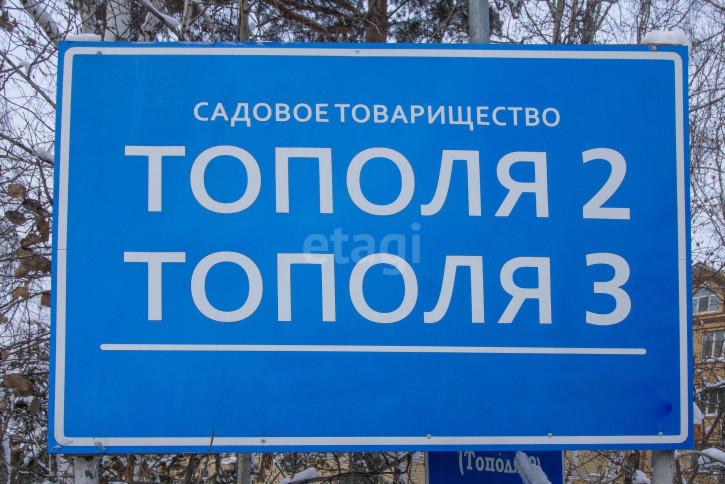 САДОВОЕ ТОВАРИЩЕСТВО
ТОПОЛЯ 2
ТОПОЛЯ 3
etagi